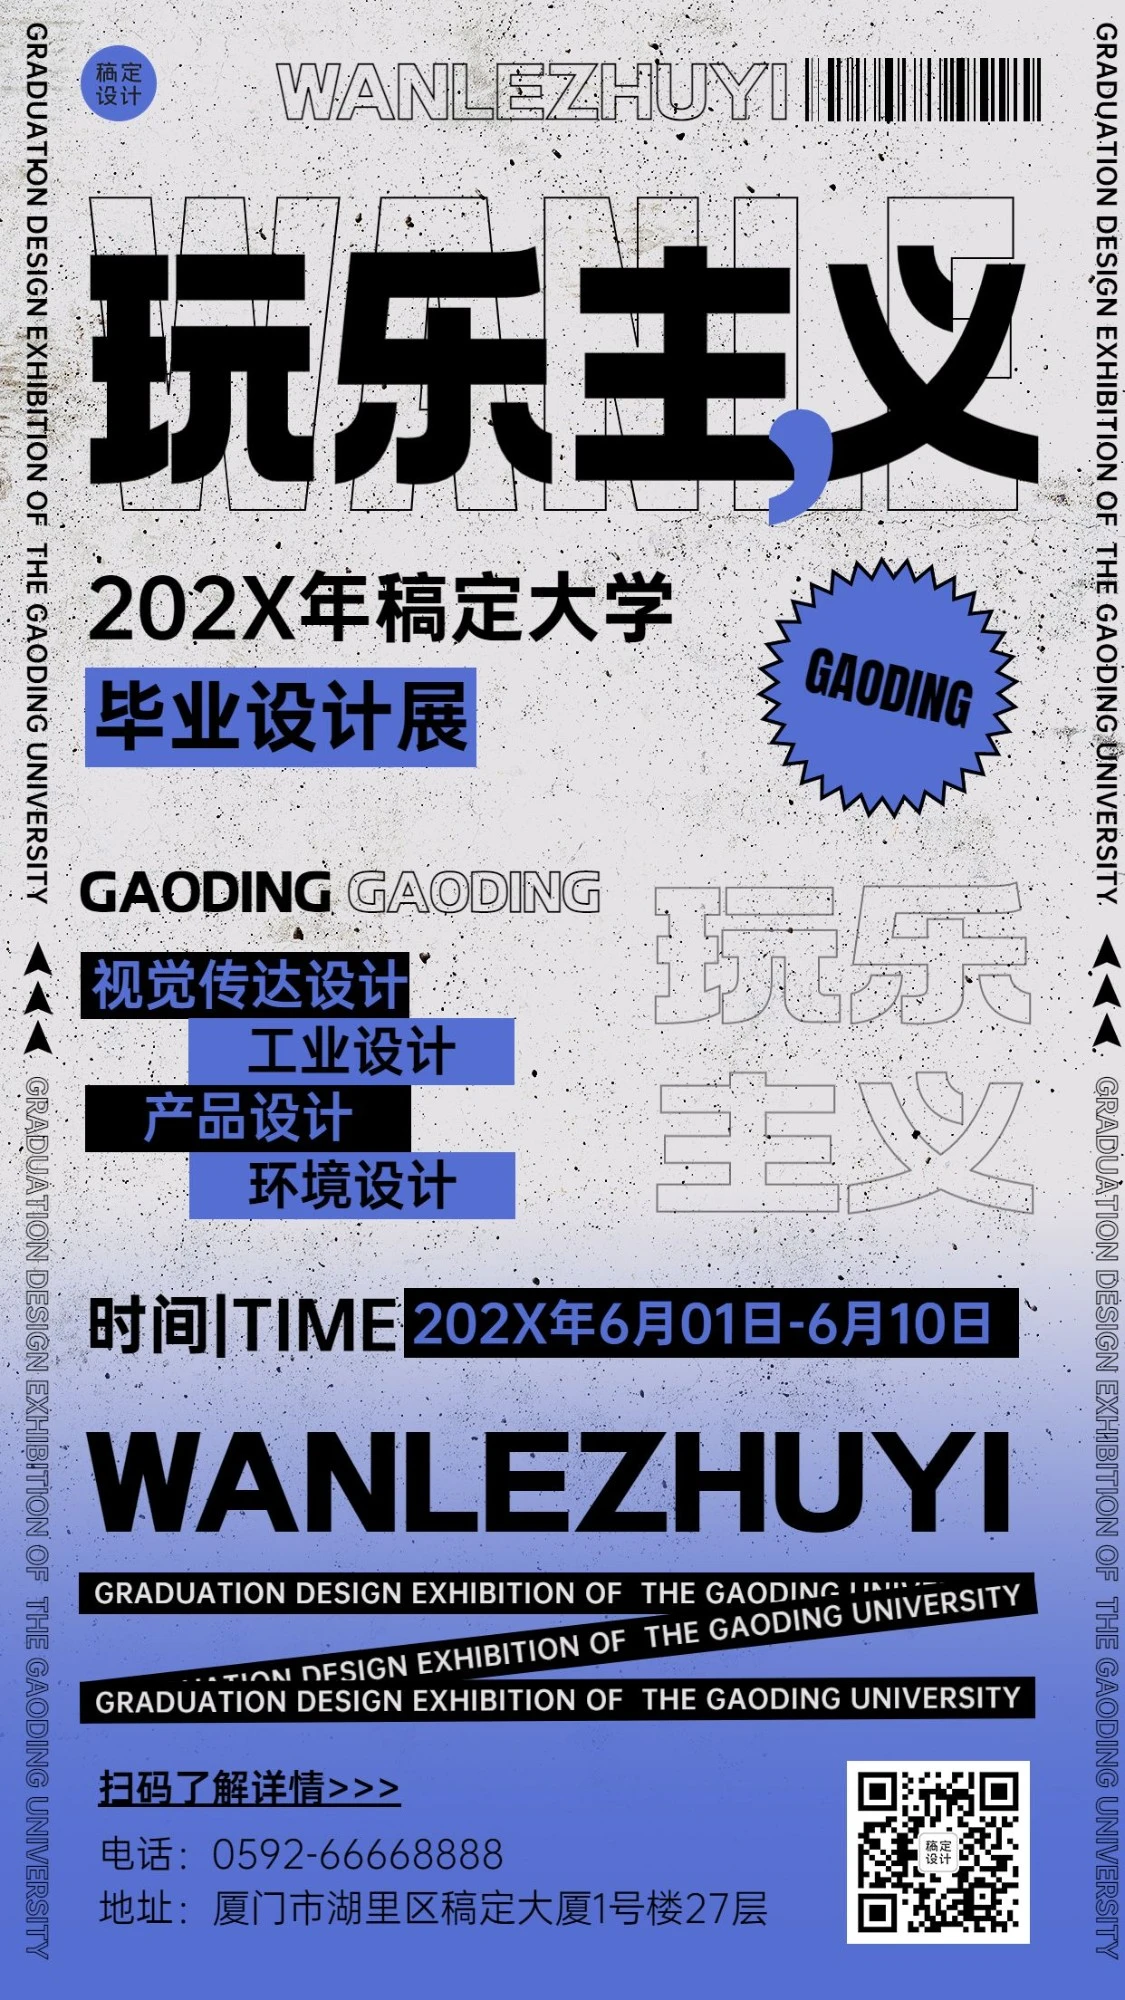 稿定
设计
WANLEZHUYI
WANLE
玩乐主义
,
202X年稿定大学
毕业设计展
GAODING
GAODING GAODING
玩乐
主义
视觉传达设计
工业设计
产品设计
环境设计
时间|TIME 202X年6月01日-6月10日
WANLEZHUYI
GRADUATION DESIGN EXHIBITION OF THE GAODING
DESIGN EXHIBITION OF THE GAODING UNIVERSITY
GRADUATION DESIGN EXHIBITION OF THE GAODING UNIVERSITY
扫码了解详情>>>
电话：0592-66668888
地址：厦门市湖里区稿定大厦1号楼27层
稿定
设计
GRADUATION DESIGN EXHIBITION OF THE GAODING UNIVERSITY
GRADUATION DESIGN EXHIBITION OF THE GAODING UNIVERSITY
GRADUATION DESIGN EXHIBITION OF THE GAODING UNIVERSITY
GRADUATION DESIGN EXHIBITION OF THE GAODING UNIVERSITY